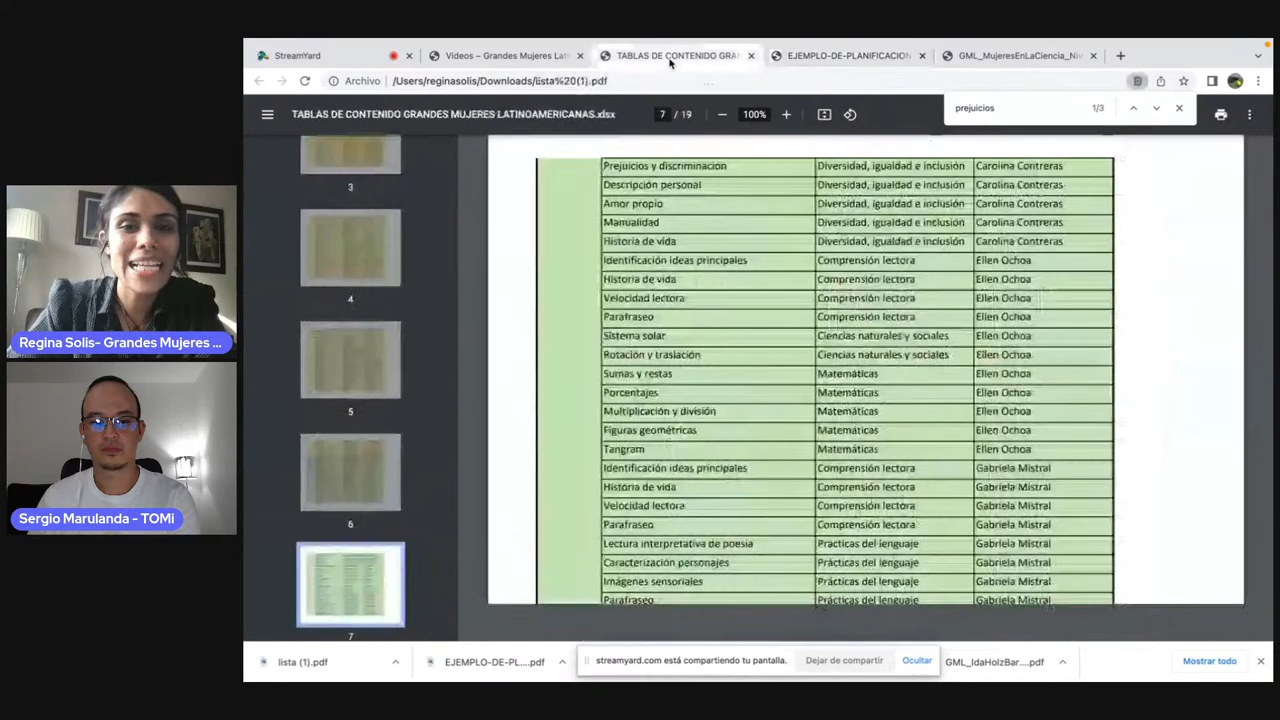 StreamYard
Videos – Grandes Mujeres Lati
TABLAS DE CONTENIDO GRAN
EJEMPLO-DE-PLANIFICACION
GML_MujeresEnLaCiencia_Niv
Archivo /Users/reginasolis/Downloads/lista%20(1).pdf
prejuicios 1/3
TABLAS DE CONTENIDO GRANDES MUJERES LATINOAMERICANAS.xlsx 7 / 19 100%
3
4
5
6
7
Prejuicios y discriminación Diversidad, igualdad e inclusión Carolina Contreras
Descripción personal Diversidad, igualdad e inclusión Carolina Contreras
Amor propio Diversidad, igualdad e inclusión Carolina Contreras
Manualidad Diversidad, igualdad e inclusión Carolina Contreras
Historia de vida Diversidad, igualdad e inclusión Carolina Contreras
Identificación ideas principales Comprensión lectora Ellen Ochoa
Historia de vida Comprensión lectora Ellen Ochoa
Velocidad lectora Comprensión lectora Ellen Ochoa
Parafraseo Comprensión lectora Ellen Ochoa
Sistema solar Ciencias naturales y sociales Ellen Ochoa
Rotación y traslación Ciencias naturales y sociales Ellen Ochoa
Sumas y restas Matemáticas Ellen Ochoa
Porcentajes Matemáticas Ellen Ochoa
Multiplicación y división Matemáticas Ellen Ochoa
Figuras geométricas Matemáticas Ellen Ochoa
Tangram Matemáticas Ellen Ochoa
Identificación ideas principales Comprensión lectora Gabriela Mistral
Historia de vida Comprensión lectora Gabriela Mistral
Velocidad lectora Comprensión lectora Gabriela Mistral
Parafraseo Comprensión lectora Gabriela Mistral
Lectura interpretativa de poesía Practicas del lenguaje Gabriela Mistral
Caracterización personajes Prácticas del lenguaje Gabriela Mistral
Imágenes sensoriales Prácticas del lenguaje Gabriela Mistral
Parafraseo Prácticas del lenguaje Gabriela Mistral
Regina Solis- Grandes Mujeres ...
Sergio Marulanda - TOMi
lista (1).pdf
EJEMPLO-DE-PL....pdf
streamyard.com está compartiendo tu pantalla. Dejar de compartir Ocultar
GML_IdaHolzBar....pdf
Mostrar todo